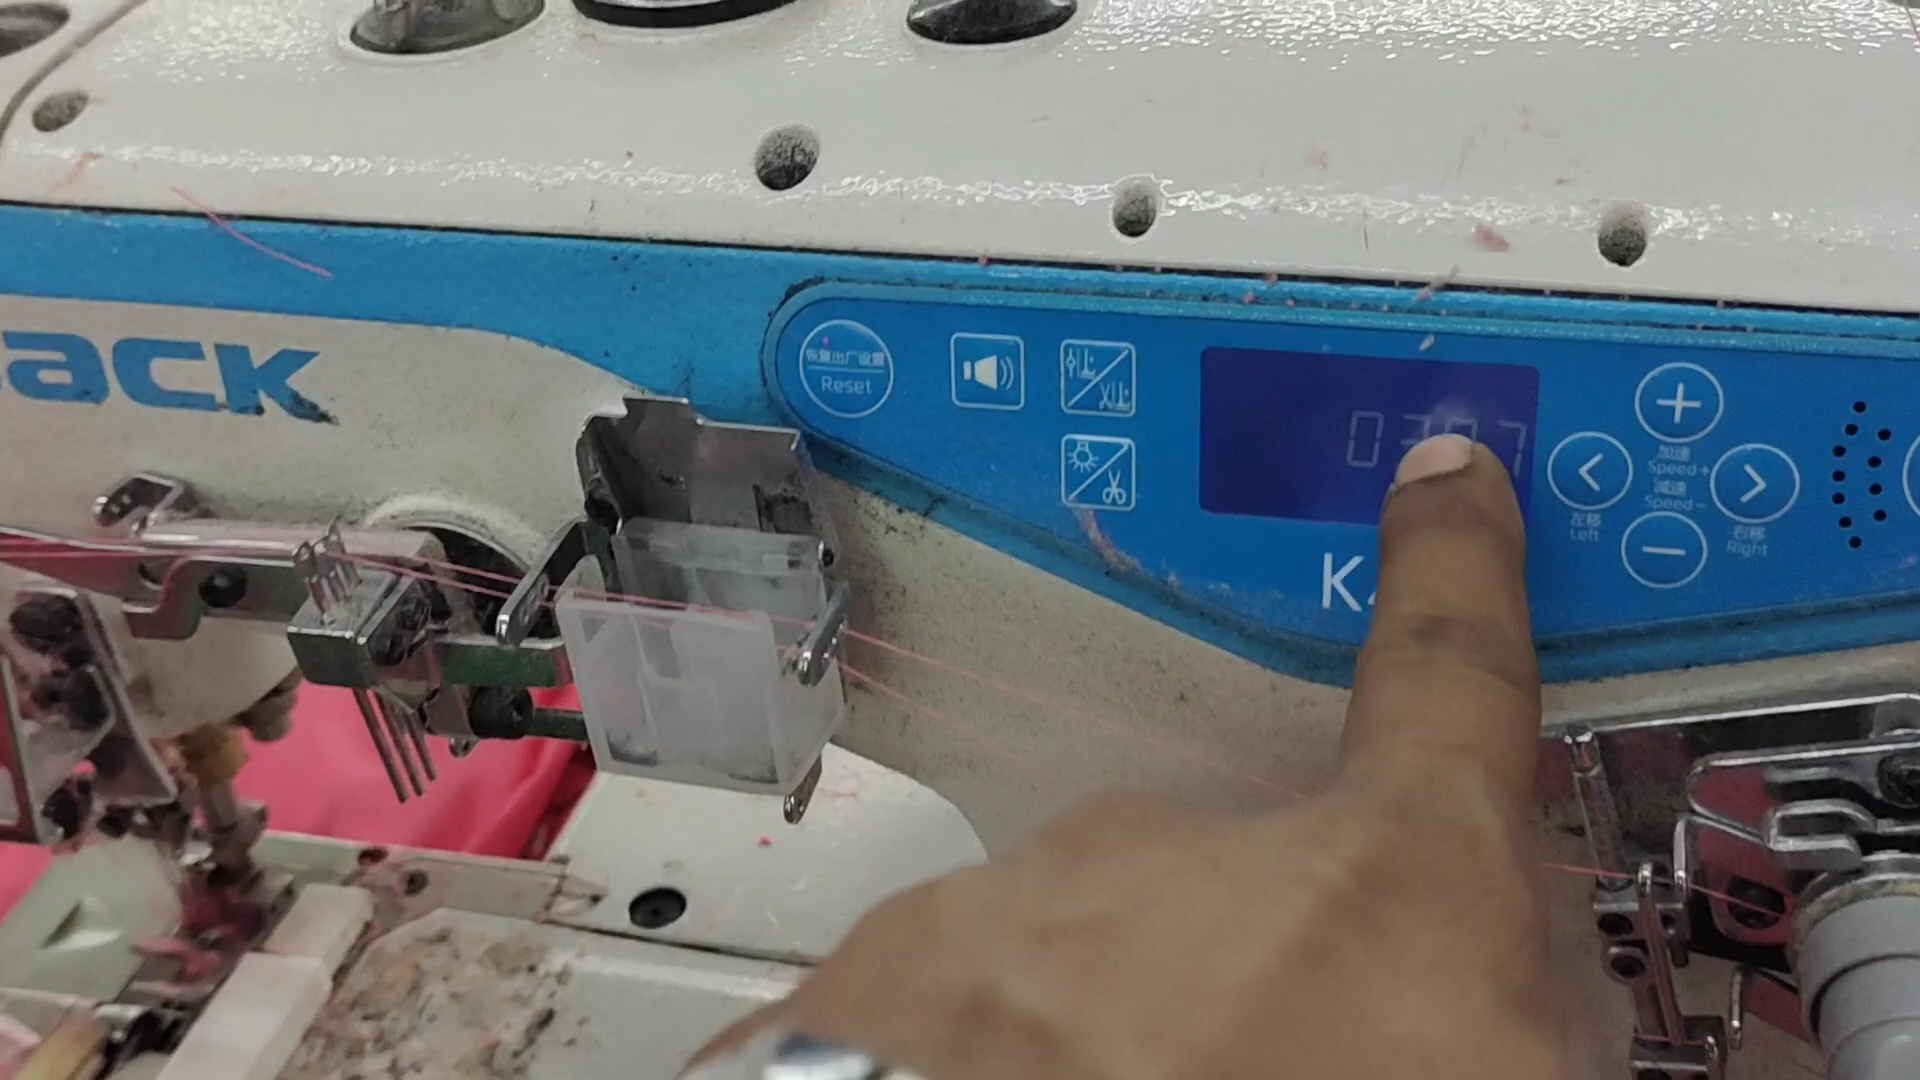 JACK
恢复出厂设置
Reset
加速
Speed+
减速
Speed-
左移
Left
右移
Right